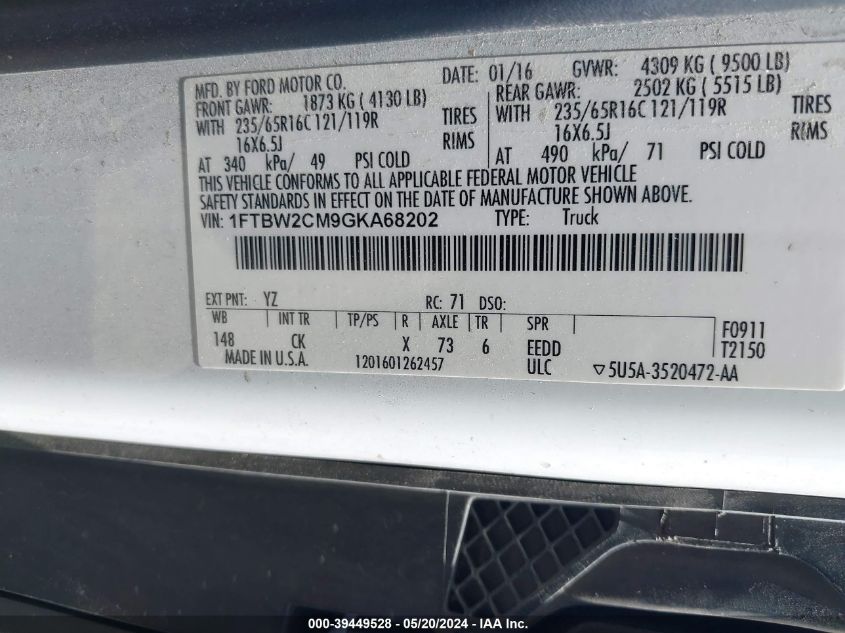 MFD. BY FORD MOTOR CO.
DATE: 01/16 GVWR: 4309 KG ( 9500 LB)
FRONT GAWR: 1873 KG ( 4130 LB)
REAR GAWR: 2502 KG ( 5515 LB)
WITH 235/65R16C 121/119R TIRES
WITH 235/65R16C 121/119R TIRES
16X6.5J RIMS
16X6.5J RIMS
AT 340 kPa/ 49 PSI COLD
AT 490 kPa/ 71 PSI COLD
THIS VEHICLE CONFORMS TO ALL APPLICABLE FEDERAL MOTOR VEHICLE
SAFETY STANDARDS IN EFFECT ON THE DATE OF MANUFACTURE SHOWN ABOVE.
VIN: 1FTBW2CM9GKA68202 TYPE: Truck
EXT PNT: YZ RC: 71 DSO:
WB INT TR TP/PS R AXLE TR SPR F0911
148 CK X 73 6 EEDD T2150
MADE IN U.S.A. 1201601262457 ULC ▽5U5A-3520472-AA
000-39449528 - 05/20/2024 - IAAI.com